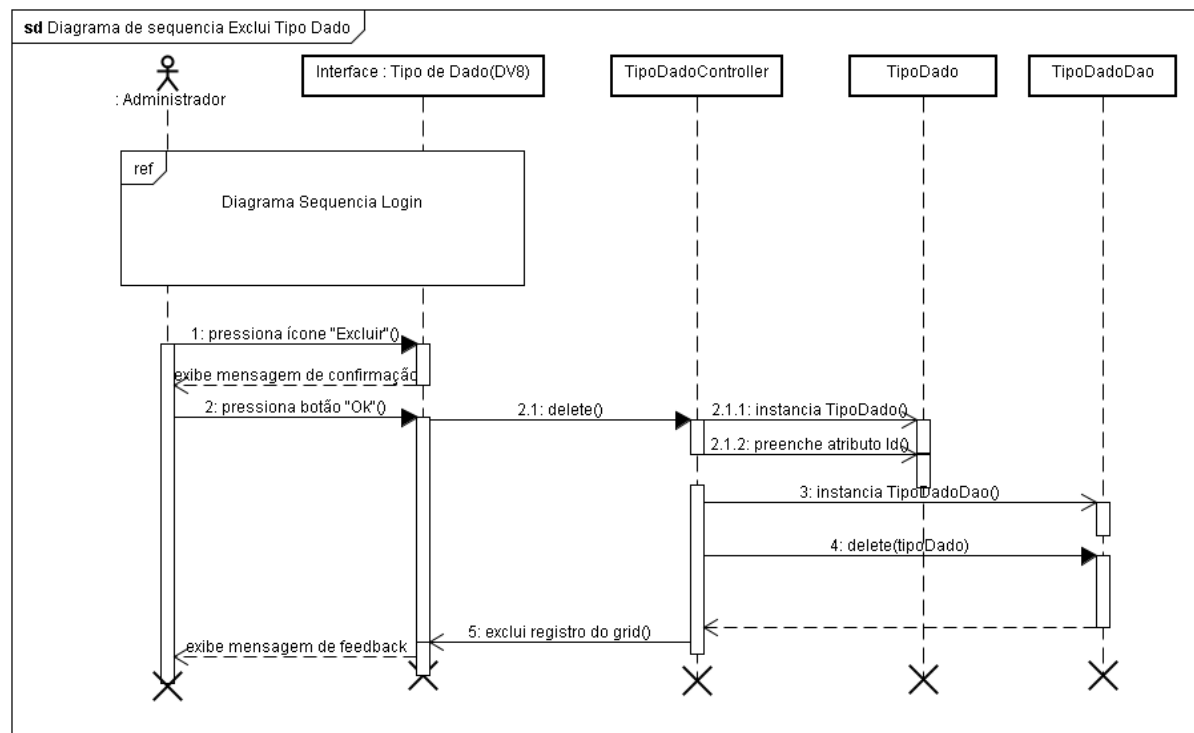 sd Diagrama de sequencia Exclui Tipo Dado
: Administrador
Interface : Tipo de Dado(DV8)
TipoDadoController
TipoDado
TipoDadoDao
ref
Diagrama Sequencia Login
1: pressiona ícone "Excluir"()
exibe mensagem de confirmação
2: pressiona botão "Ok"()
2.1: delete()
2.1.1: instancia TipoDado()
2.1.2: preenche atributo Id()
3: instancia TipoDadoDao()
4: delete(tipoDado)
5: exclui registro do grid()
exibe mensagem de feedback